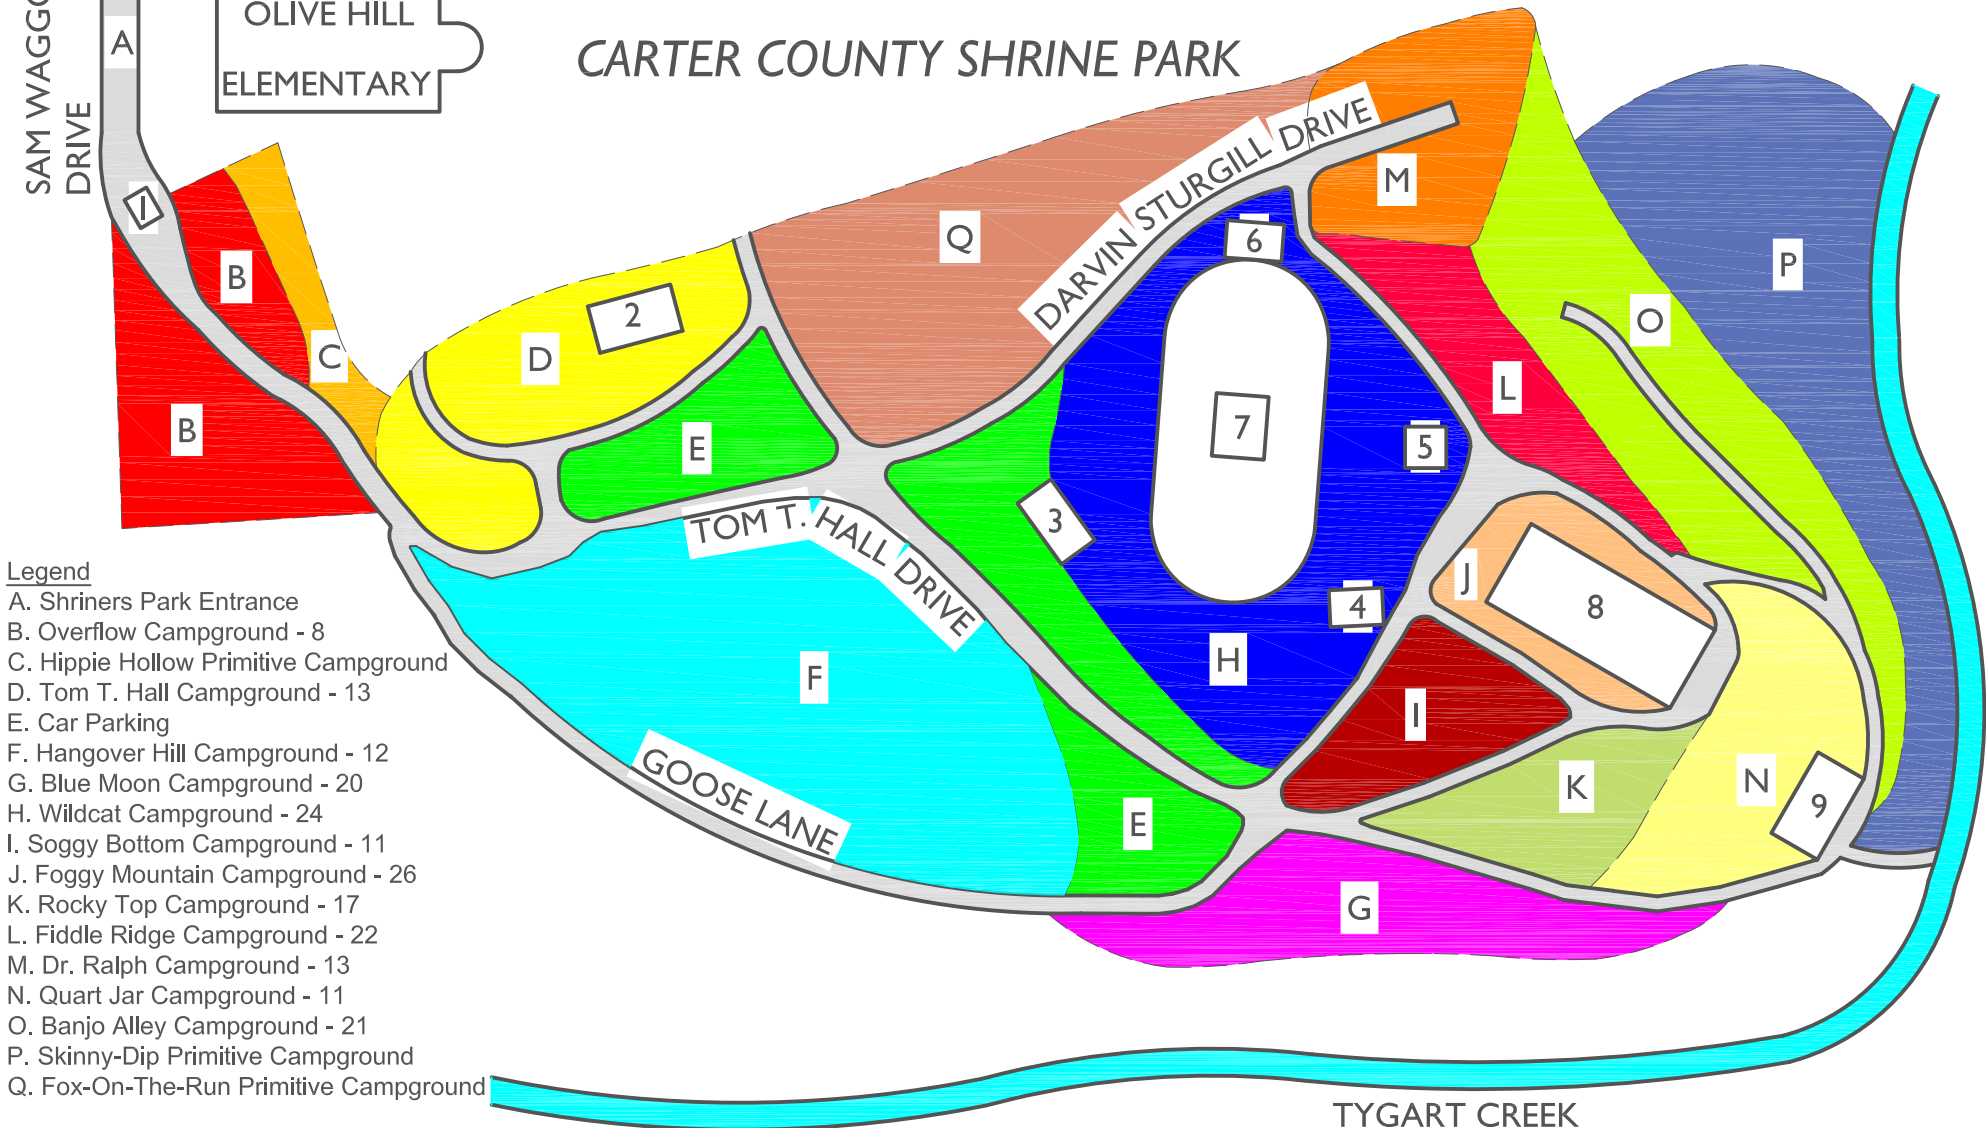 SAM WAGGO
DRIVE
A
OLIVE HILL
ELEMENTARY
CARTER COUNTY SHRINE PARK
1
B
B
C
D
2
E
Q
DARVIN STURGILL DRIVE
M
6
7
5
3
4
H
L
O
P
J
8
I
K
N
9
TOM T. HALL DRIVE
F
E
GOOSE LANE
G
Legend
A. Shriners Park Entrance
B. Overflow Campground - 8
C. Hippie Hollow Primitive Campground
D. Tom T. Hall Campground - 13
E. Car Parking
F. Hangover Hill Campground - 12
G. Blue Moon Campground - 20
H. Wildcat Campground - 24
I. Soggy Bottom Campground - 11
J. Foggy Mountain Campground - 26
K. Rocky Top Campground - 17
L. Fiddle Ridge Campground - 22
M. Dr. Ralph Campground - 13
N. Quart Jar Campground - 11
O. Banjo Alley Campground - 21
P. Skinny-Dip Primitive Campground
Q. Fox-On-The-Run Primitive Campground
TYGART CREEK